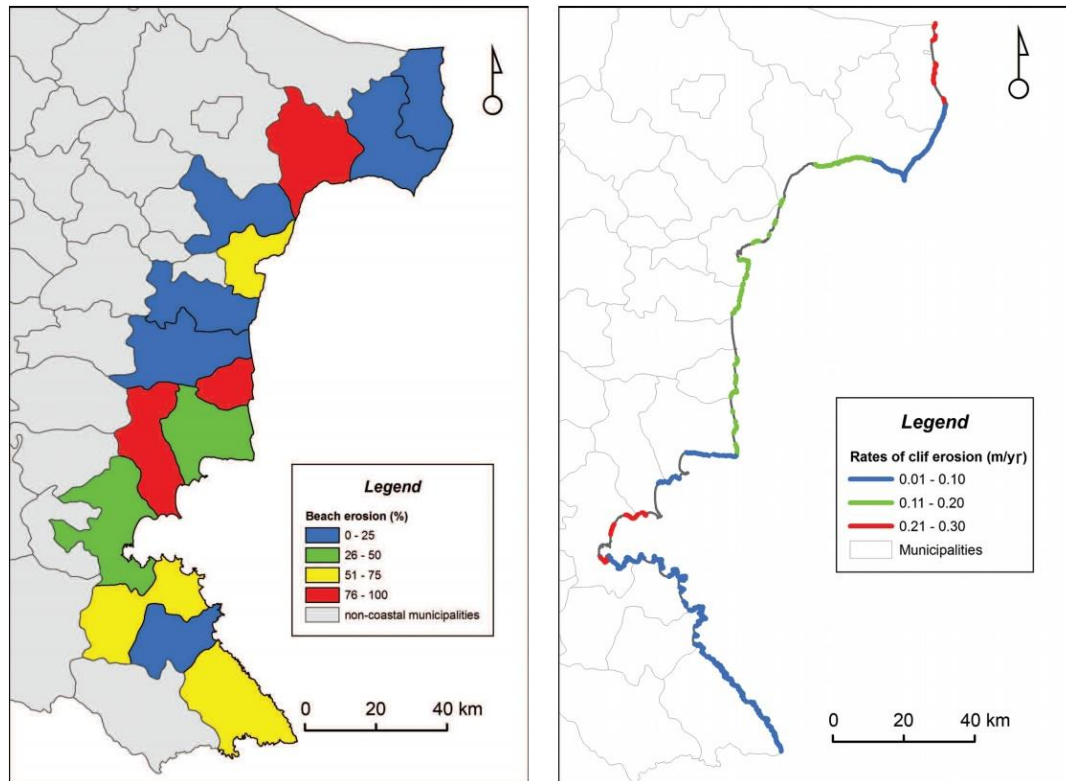 Legend
Beach erosion (%)
0 - 25
26 - 50
51 - 75
76 - 100
non-coastal municipalities
0 20 40 km
Legend
Rates of clif erosion (m/yr)
0.01 - 0.10
0.11 - 0.20
0.21 - 0.30
Municipalities
0 20 40 km